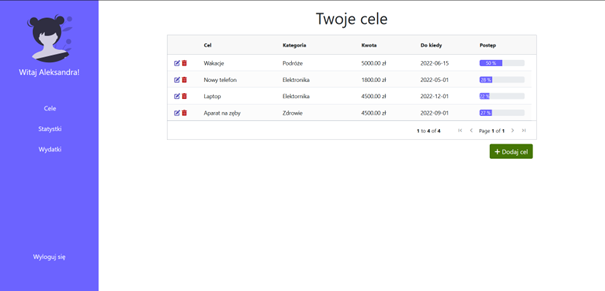 Twoje cele
Witaj Aleksandra!
Cele
Statystki
Wydatki
Wyloguj się
Cel Kategoria Kwota Do kiedy Postęp
Wakacje Podróże 5000.00 zł 2022-06-15 50 %
Nowy telefon Elektronika 1800.00 zł 2022-05-01 28 %
Laptop Elektornika 4500.00 zł 2022-12-01 22 %
Aparat na zęby Zdrowie 4500.00 zł 2022-09-01 27 %
1 to 4 of 4 Page 1 of 1
+ Dodaj cel